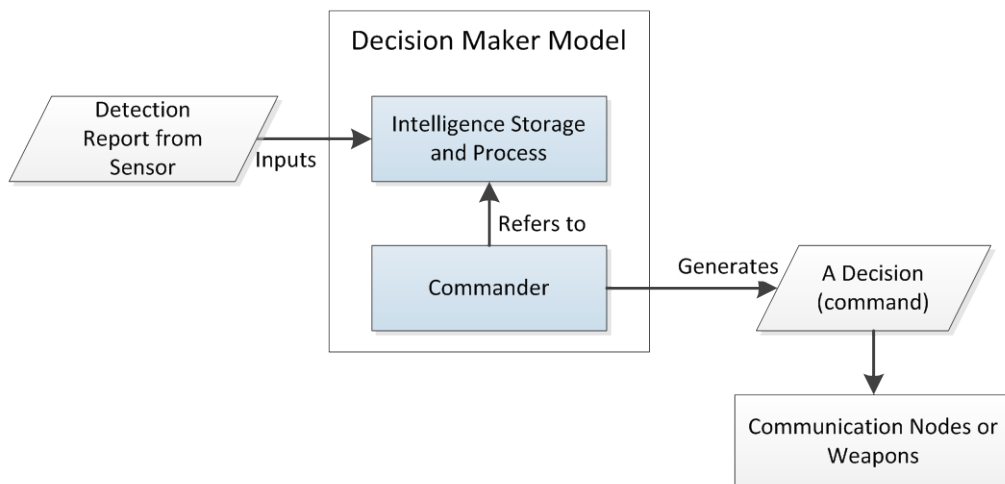 Decision Maker Model
Detection
Report from
Sensor
Inputs
Intelligence Storage
and Process
Refers to
Commander
Generates
A Decision
(command)
Communication Nodes or
Weapons